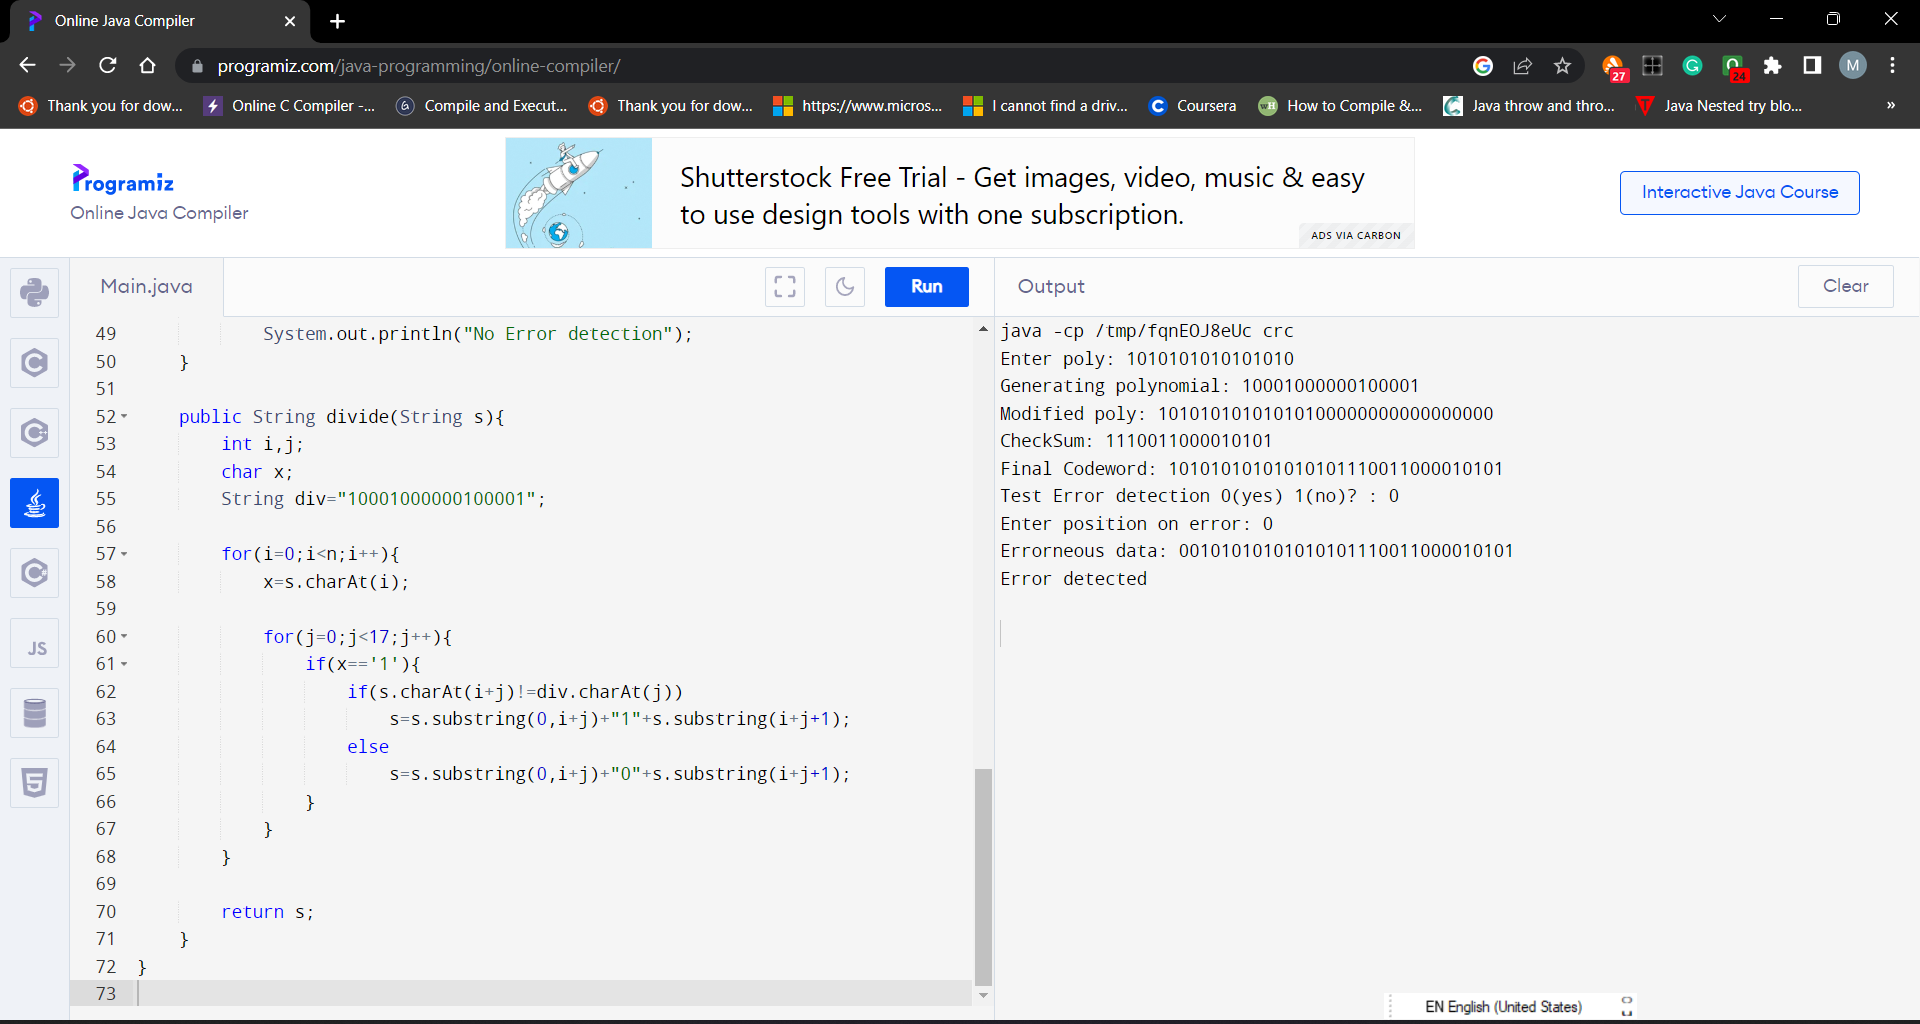 Online Java Compiler
programiz.com/java-programming/online-compiler/
27
24
M
Thank you for dow...
Online C Compiler -...
Compile and Execut...
Thank you for dow...
https://www.micros...
I cannot find a driv...
Coursera
How to Compile &...
Java throw and thro...
Java Nested try blo...
»
Programiz
Online Java Compiler
Shutterstock Free Trial - Get images, video, music & easy
to use design tools with one subscription.
ADS VIA CARBON
Interactive Java Course
Main.java
Run
Output
Clear
JS
49 System.out.println("No Error detection");
50 }
51
52 public String divide(String s){
53 int i,j;
54 char x;
55 String div="10001000000100001";
56
57 for(i=0;i<n;i++){
58 x=s.charAt(i);
59
60 for(j=0;j<17;j++){
61 if(x=='1'){
62 if(s.charAt(i+j)!=div.charAt(j))
63 s=s.substring(0,i+j)+"1"+s.substring(i+j+1);
64 else
65 s=s.substring(0,i+j)+"0"+s.substring(i+j+1);
66 }
67 }
68 }
69
70 return s;
71 }
72 }
73
java -cp /tmp/fqnEOJ8eUc crc
Enter poly: 1010101010101010
Generating polynomial: 10001000000100001
Modified poly: 10101010101010100000000000000000
CheckSum: 1110011000010101
Final Codeword: 10101010101010101110011000010101
Test Error detection 0(yes) 1(no)? : 0
Enter position on error: 0
Errorneous data: 00101010101010101110011000010101
Error detected
EN English (United States)